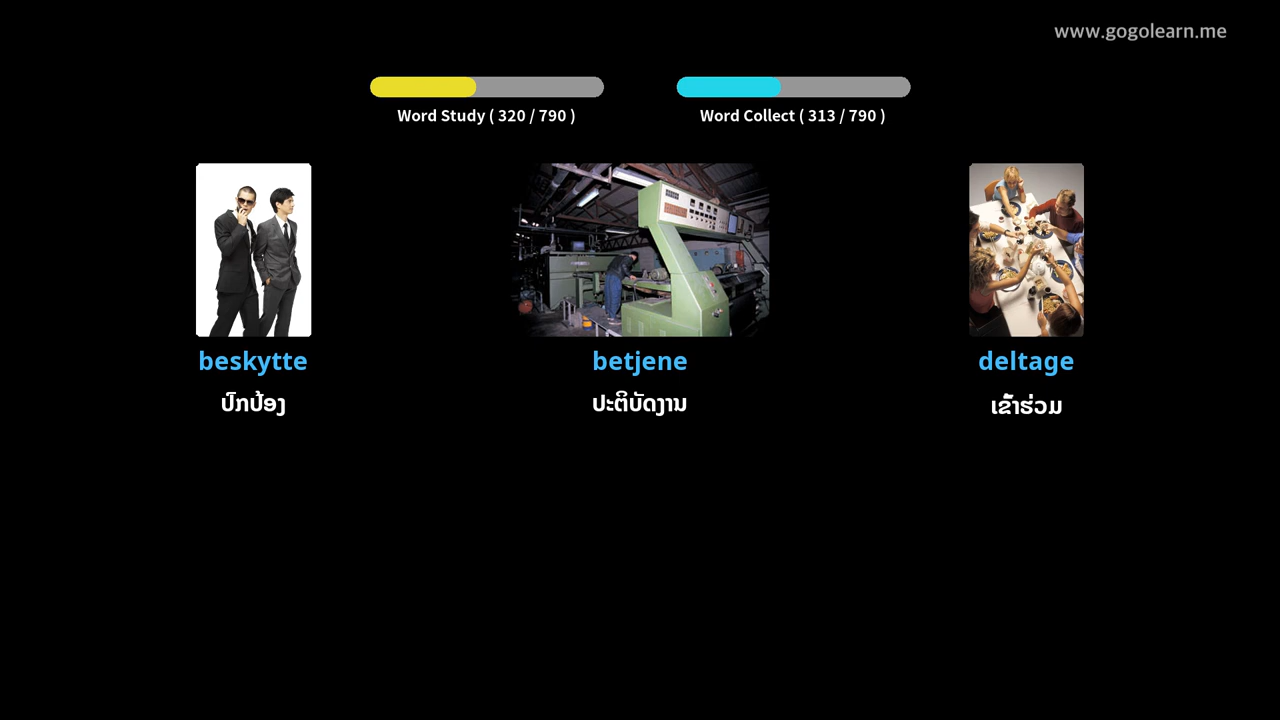 www.gogolearn.me
Word Study ( 320 / 790 )
Word Collect ( 313 / 790 )
beskytte
betjene
deltage
ປົກປ້ອງ
ປະຕິບັດງານ
ເຂົ້າຮ່ວມ